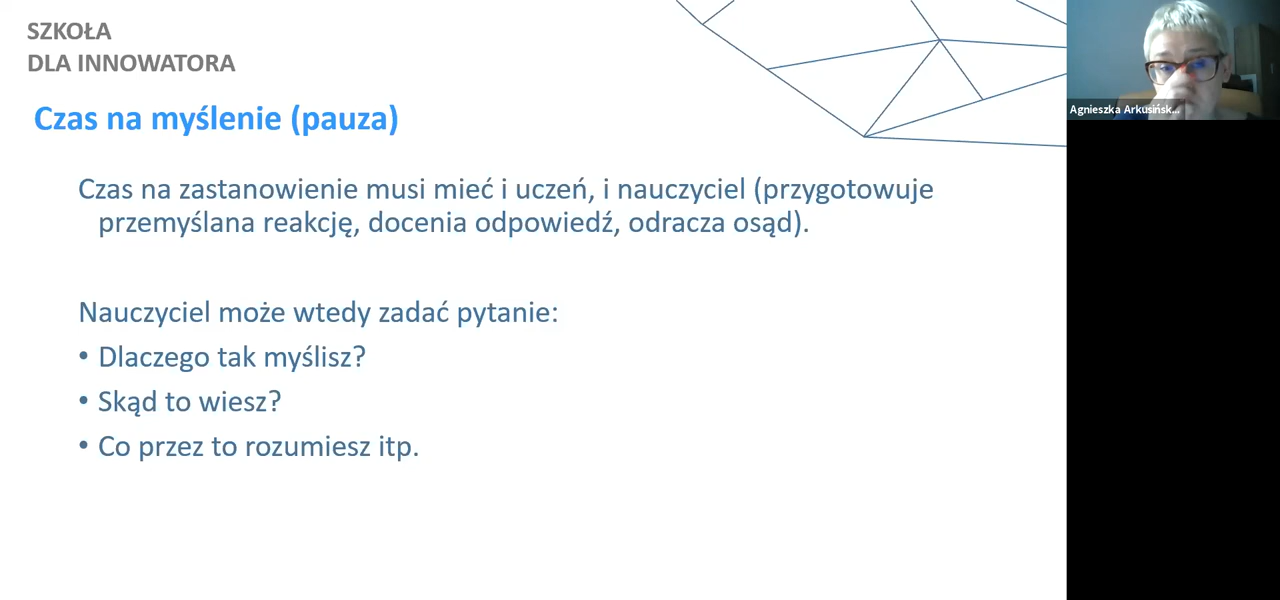 SZKOŁA
DLA INNOWATORA
Czas na myślenie (pauza)
Czas na zastanowienie musi mieć i uczeń, i nauczyciel (przygotowuje
przemyślana reakcję, docenia odpowiedź, odracza osąd).
Nauczyciel może wtedy zadać pytanie:
• Dlaczego tak myślisz?
• Skąd to wiesz?
• Co przez to rozumiesz itp.
Agnieszka Arkusińsk...